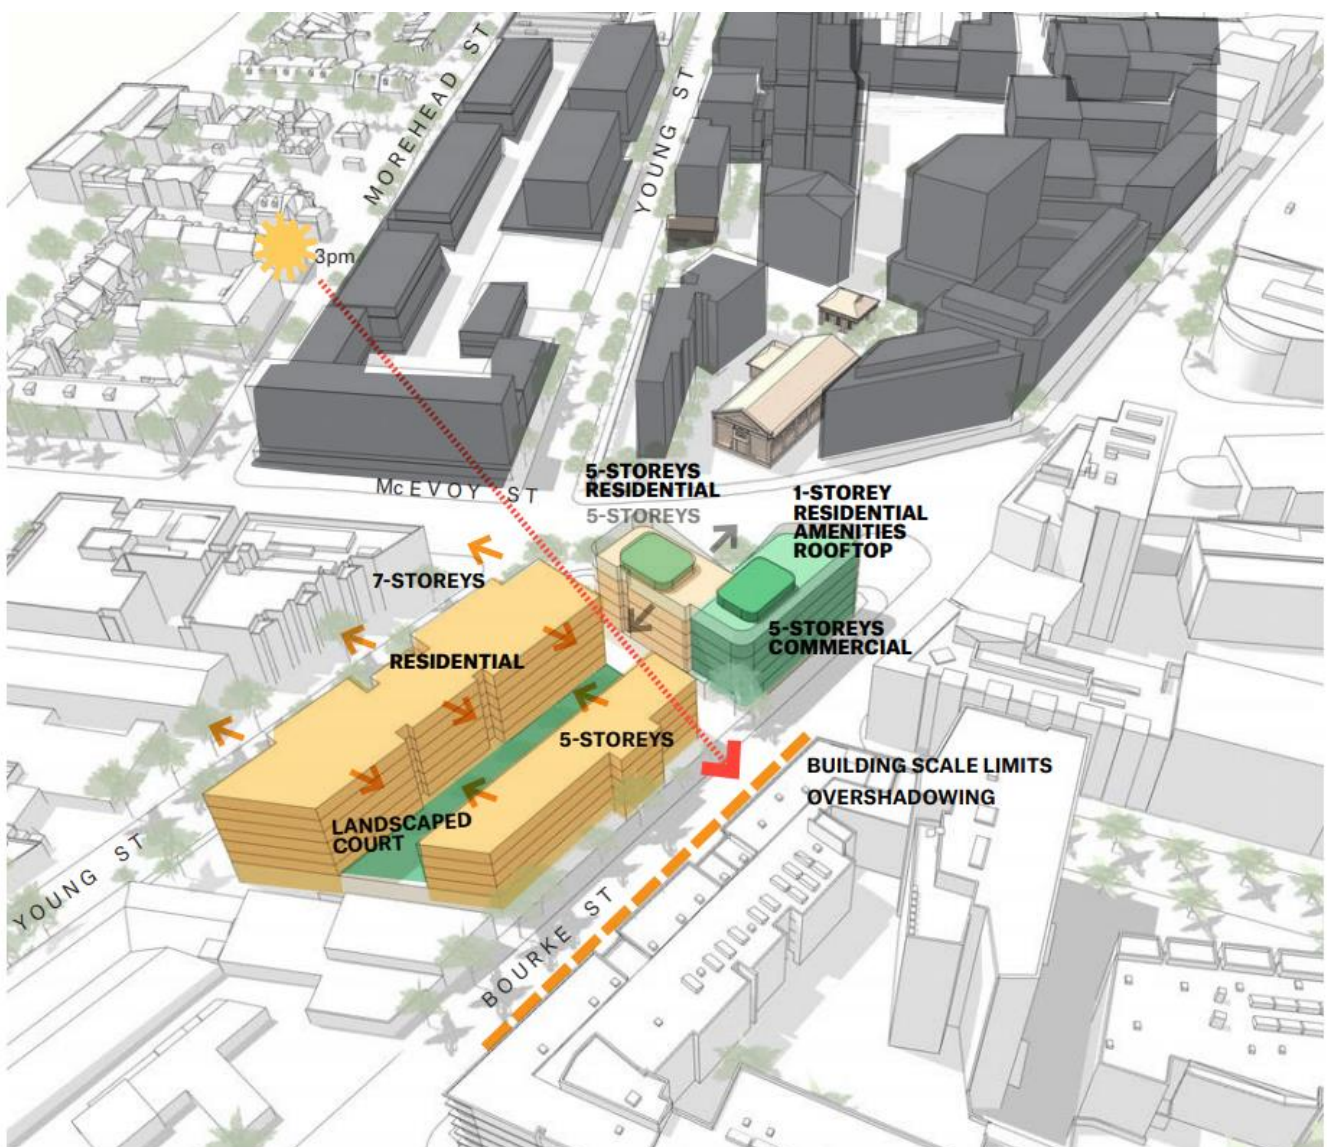 MOREHEAD ST
YOUNG ST
3pm
McEVOY ST
5-STOREYS
RESIDENTIAL
5-STOREYS
1-STOREY
RESIDENTIAL
AMENITIES
ROOFTOP
7-STOREYS
5-STOREYS
COMMERCIAL
RESIDENTIAL
5-STOREYS
BUILDING SCALE LIMITS
OVERSHADOWING
LANDSCAPED
COURT
YOUNG ST
BOURKE ST